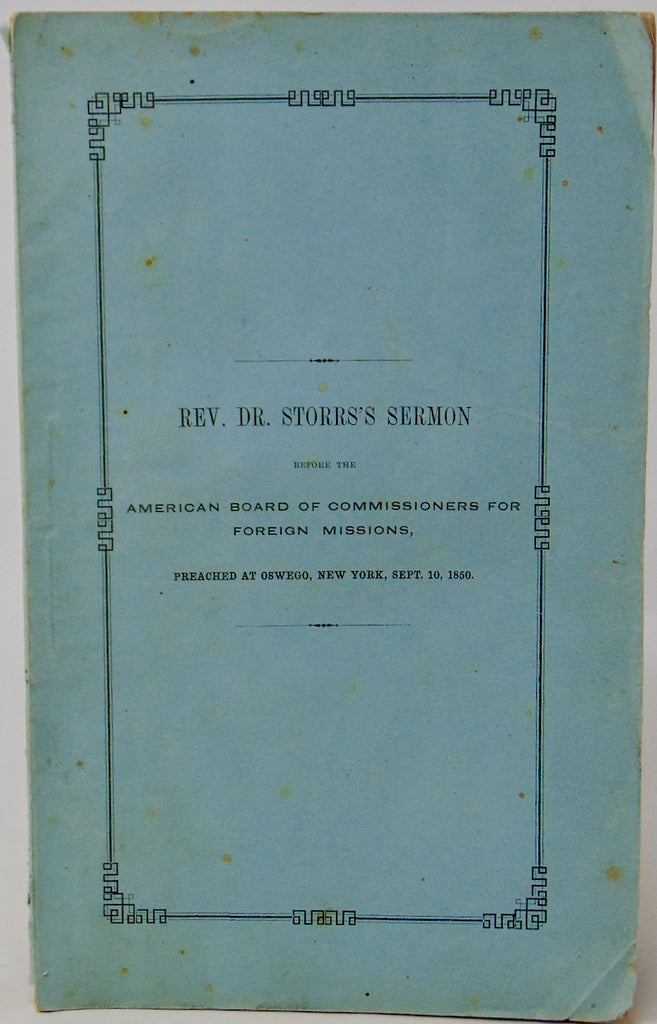 REV. DR. STORRS'S SERMON
BEFORE THE
AMERICAN BOARD OF COMMISSIONERS FOR
FOREIGN MISSIONS,
PREACHED AT OSWEGO, NEW YORK, SEPT. 10, 1850.